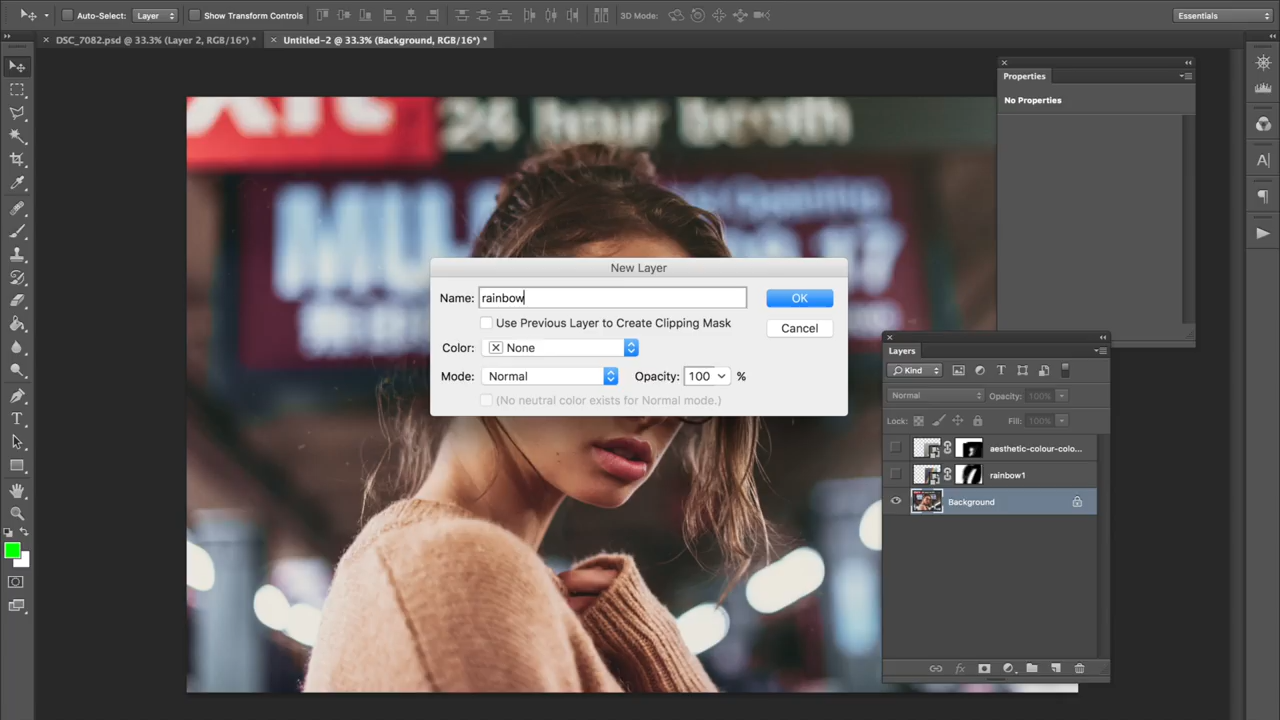 Auto-Select: Layer Show Transform Controls 3D Mode: Essentials
× DSC_7082.psd @ 33.3% (Layer 2, RGB/16*) * × Untitled-2 @ 33.3% (Background, RGB/16*) *
Properties
No Properties
24 hour booth
New Layer
Name: rainbow OK
Use Previous Layer to Create Clipping Mask Cancel
Color: None
Mode: Normal Opacity: 100 %
(No neutral color exists for Normal mode.)
Layers
Kind T
Normal Opacity: 100%
Lock: Fill: 100%
aesthetic-colour-colo...
rainbow1
Background